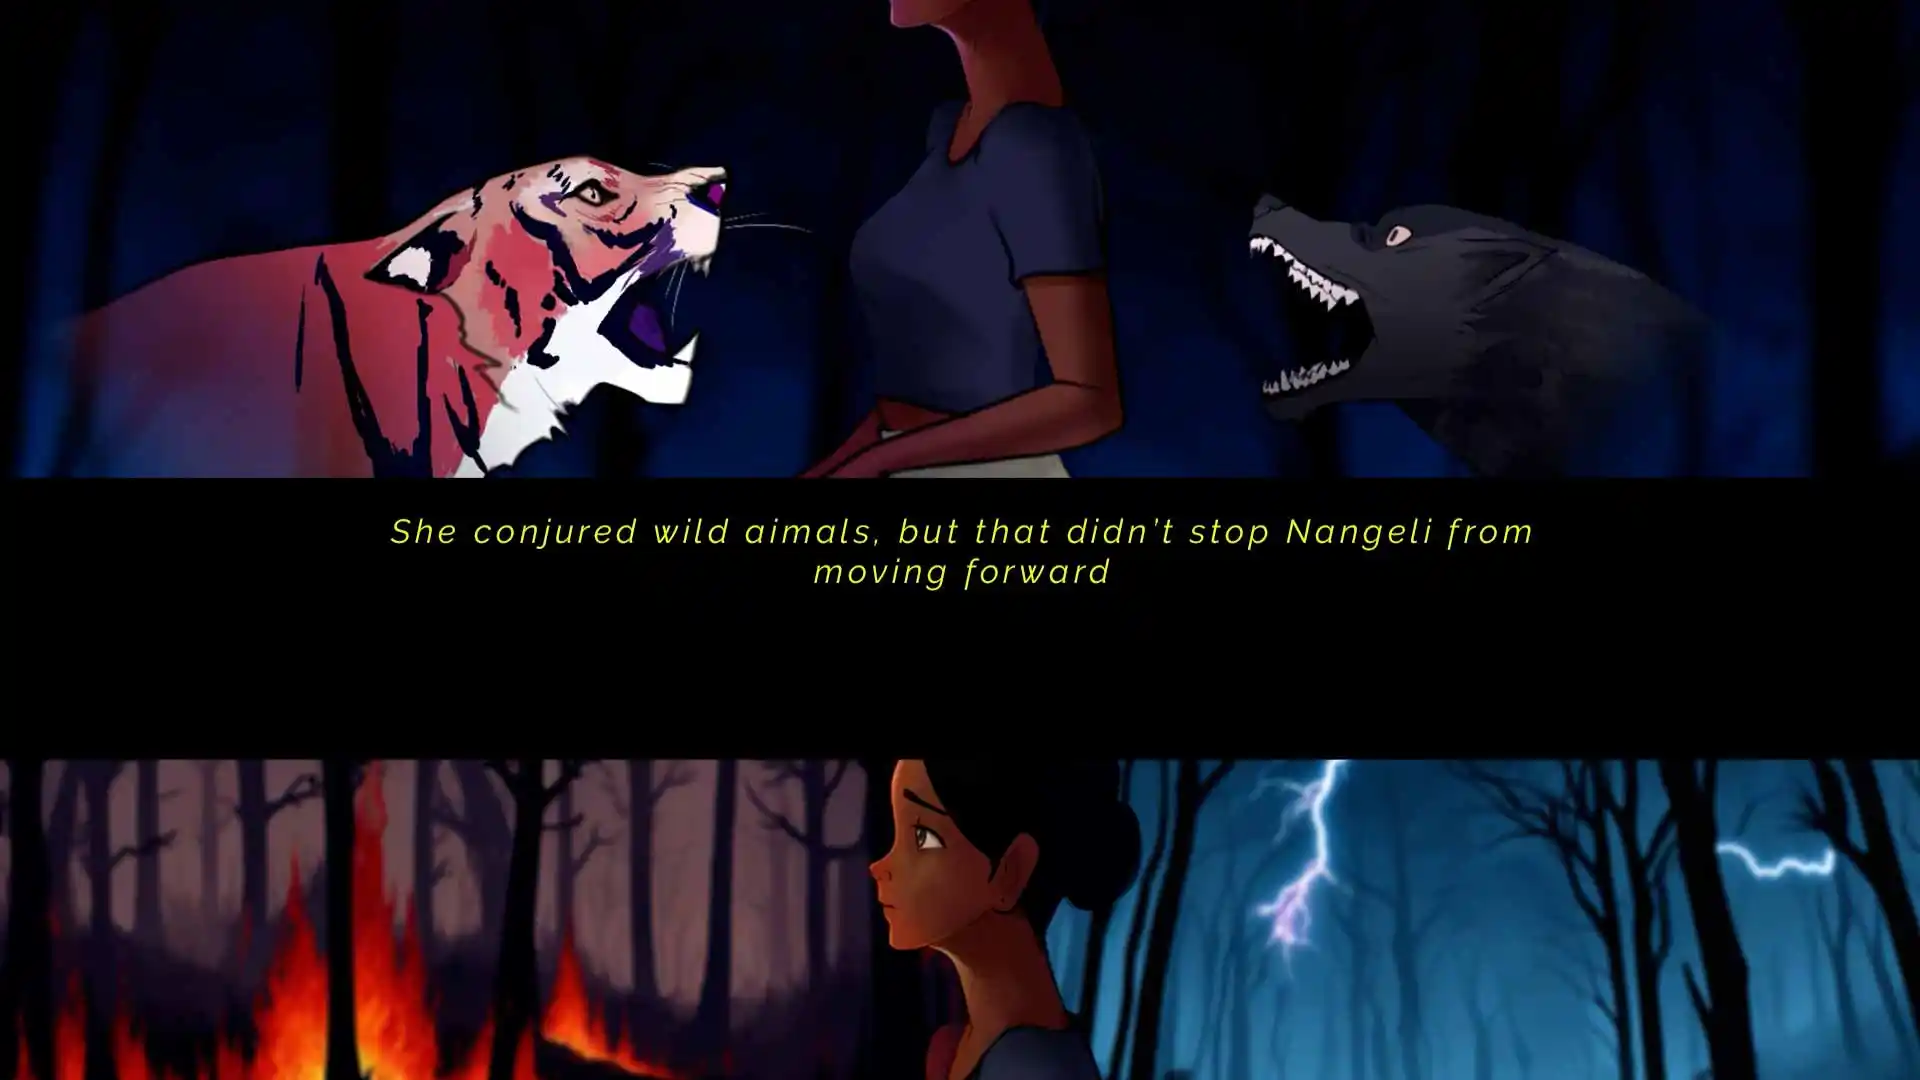 She conjured wild aimals, but that didn't stop Nangeli from
moving forward